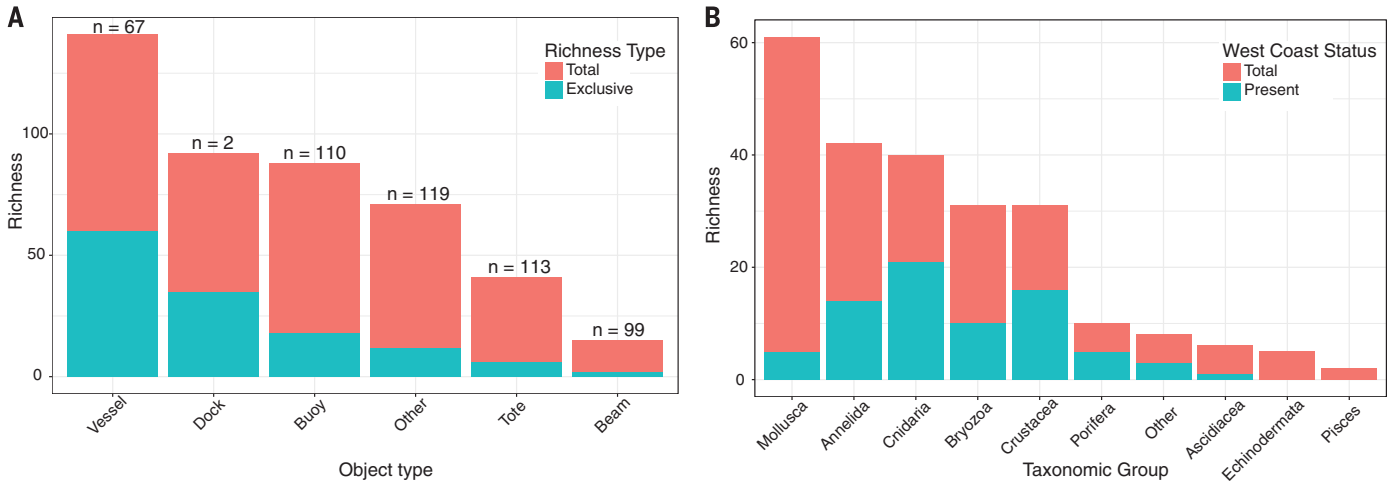 A
n = 67
n = 2
n = 110
n = 119
n = 113
n = 99
Richness Type
Total
Exclusive
100
50
0
Richness
Vessel
Dock
Buoy
Other
Tote
Beam
Object type
B
West Coast Status
Total
Present
60
40
20
0
Richness
Mollusca
Annelida
Cnidaria
Bryozoa
Crustacea
Porifera
Other
Ascidiacea
Echinodermata
Pisces
Taxonomic Group